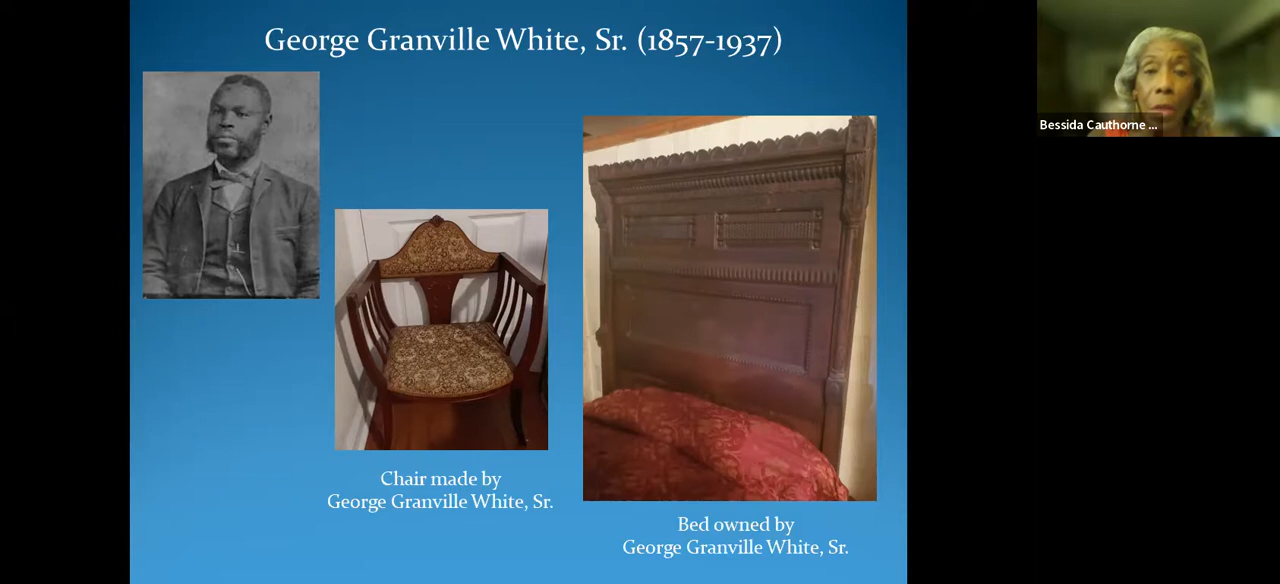 George Granville White, Sr. (1857-1937)
Bessida Cauthorne ...
Chair made by
George Granville White, Sr.
Bed owned by
George Granville White, Sr.